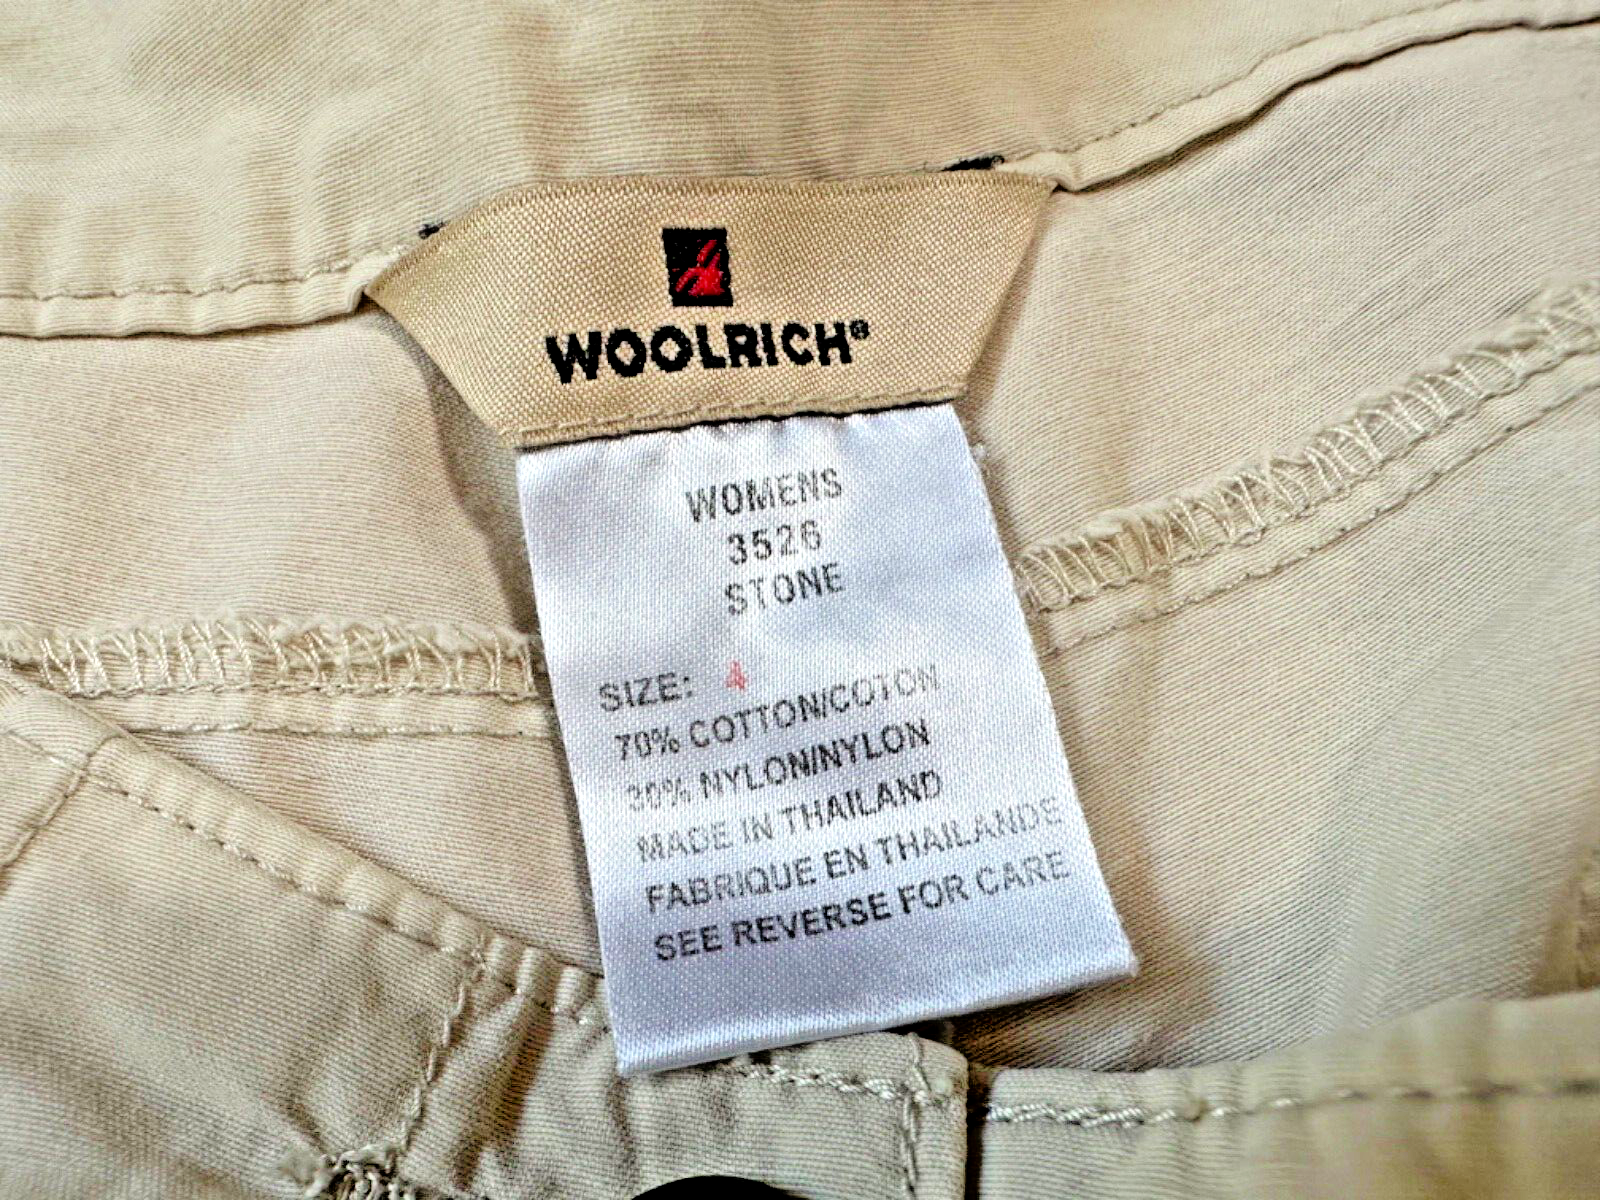 WOOLRICH®
WOMENS
3526
STONE
SIZE: 4
70% COTTON/COTON
30% NYLON/NYLON
MADE IN THAILAND
FABRIQUE EN THAILANDE
SEE REVERSE FOR CARE